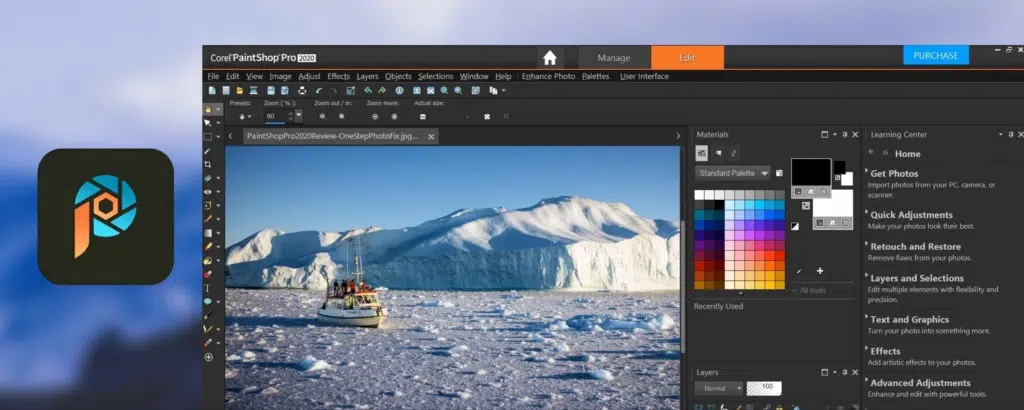 Corel PaintShop Pro 2020
Manage
Edit
PURCHASE
File Edit View Image Adjust Effects Layers Objects Selections Window Help Enhance Photo Palettes User Interface
Presets:
Zoom ( % ):
Zoom out / in:
Zoom more:
Actual size:
80
PaintShopPro2020Review-OneStepPhotoFix.jpg...
Materials
Standard Palette
All tools
Recently Used
Layers
Normal
100
Learning Center
Home
Get Photos
Import photos from your PC, camera, or
scanner.
Quick Adjustments
Make your photos look their best.
Retouch and Restore
Remove flaws from your photos.
Layers and Selections
Edit multiple elements with flexibility and
precision.
Text and Graphics
Turn your photo into something more.
Effects
Add artistic effects to your photos.
Advanced Adjustments
Enhance and edit with powerful tools.